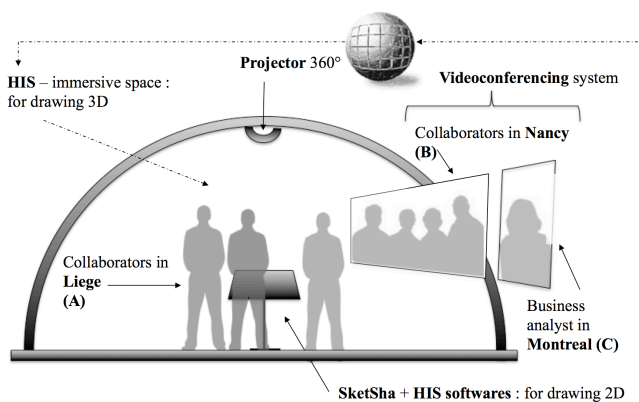 HIS – immersive space :
for drawing 3D
Projector 360°
Videoconferencing system
Collaborators in Nancy
(B)
Collaborators in
Liege
(A)
Business
analyst in
Montreal (C)
SketSha + HIS softwares : for drawing 2D